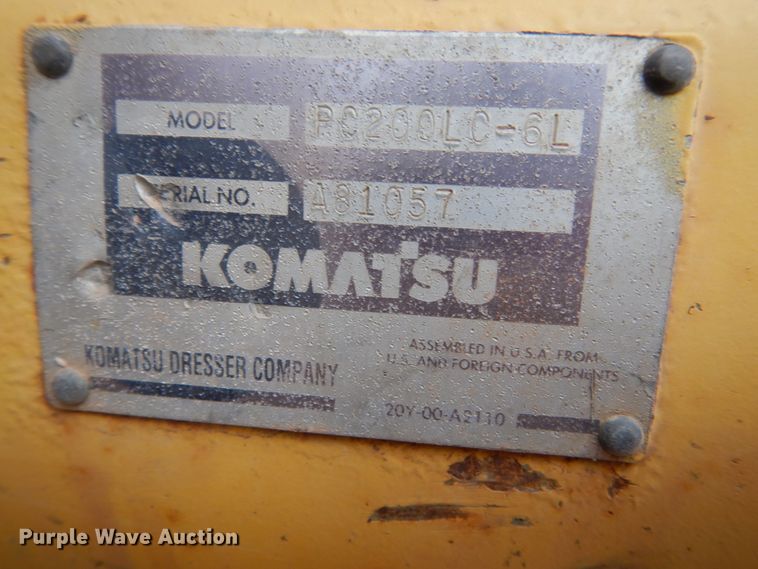 MODEL PC200LC-6L
SERIAL NO. A81057
KOMATSU
KOMATSU DRESSER COMPANY
ASSEMBLED IN U.S.A. FROM
U.S. AND FOREIGN COMPONENTS
20Y-00-A2110
Purple Wave Auction